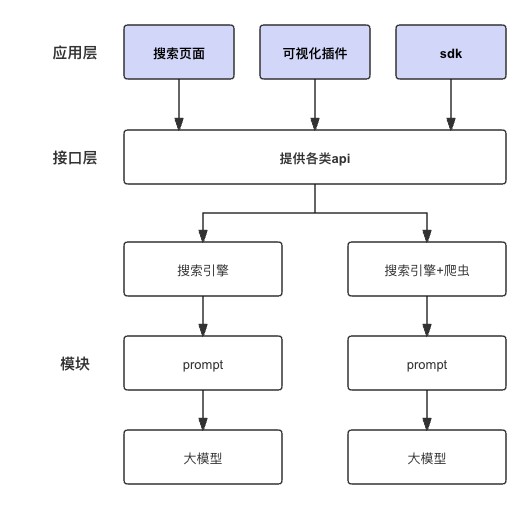 应用层
搜索页面
可视化插件
sdk
接口层
提供各类api
搜索引擎
搜索引擎+爬虫
模块
prompt
prompt
大模型
大模型